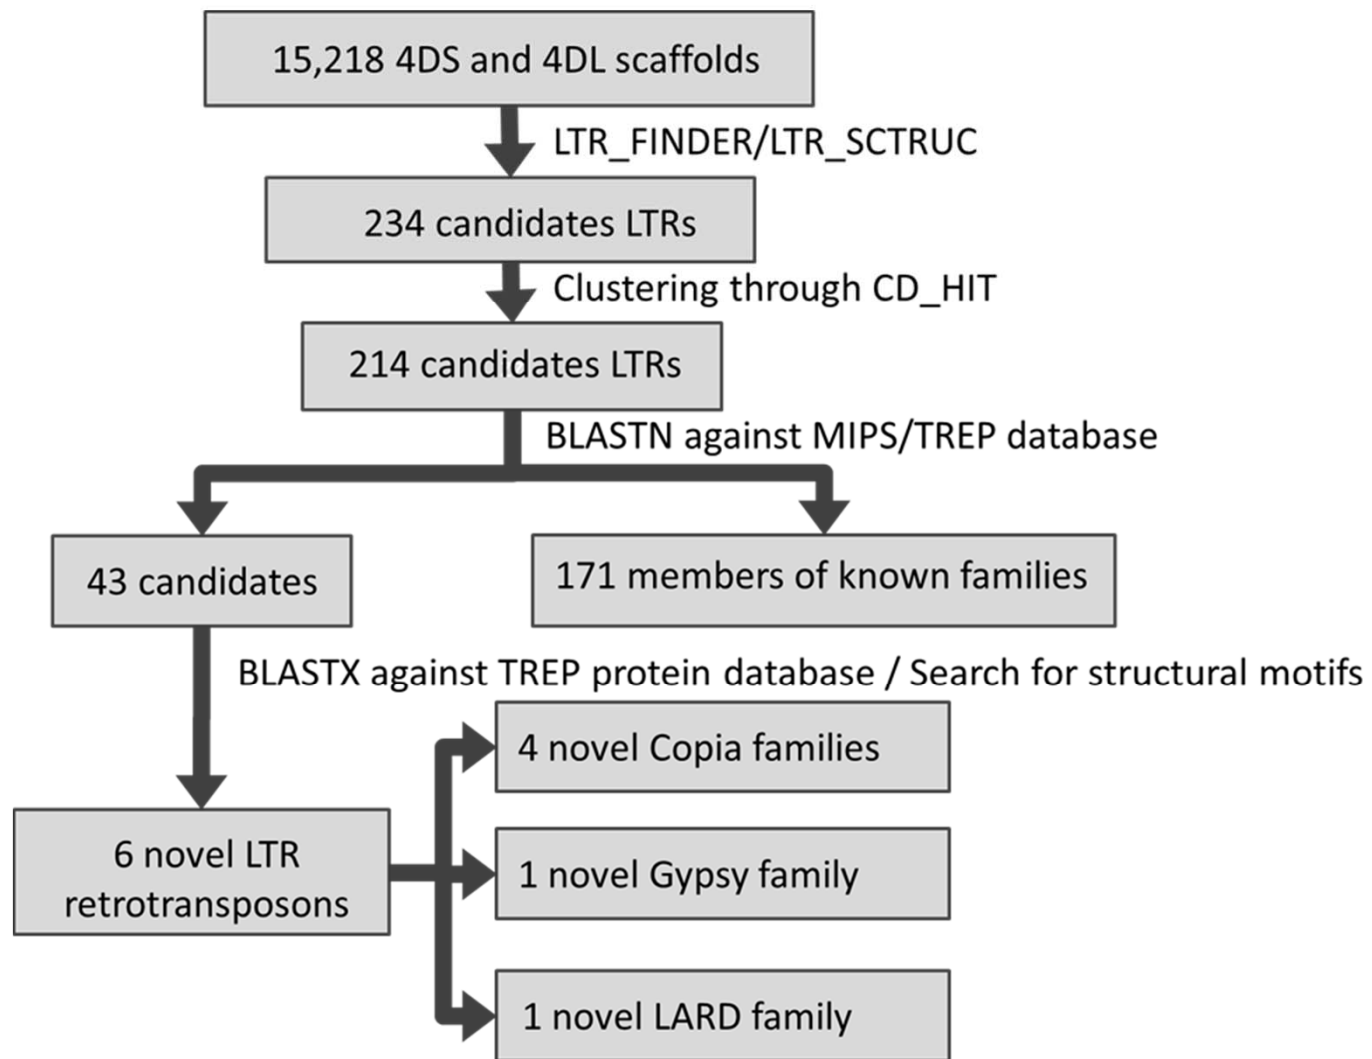 15,218 4DS and 4DL scaffolds
LTR_FINDER/LTR_SCTRUC
234 candidates LTRs
Clustering through CD_HIT
214 candidates LTRs
BLASTN against MIPS/TREP database
43 candidates
171 members of known families
BLASTX against TREP protein database / Search for structural motifs
4 novel Copia families
6 novel LTR
retrotransposons
1 novel Gypsy family
1 novel LARD family